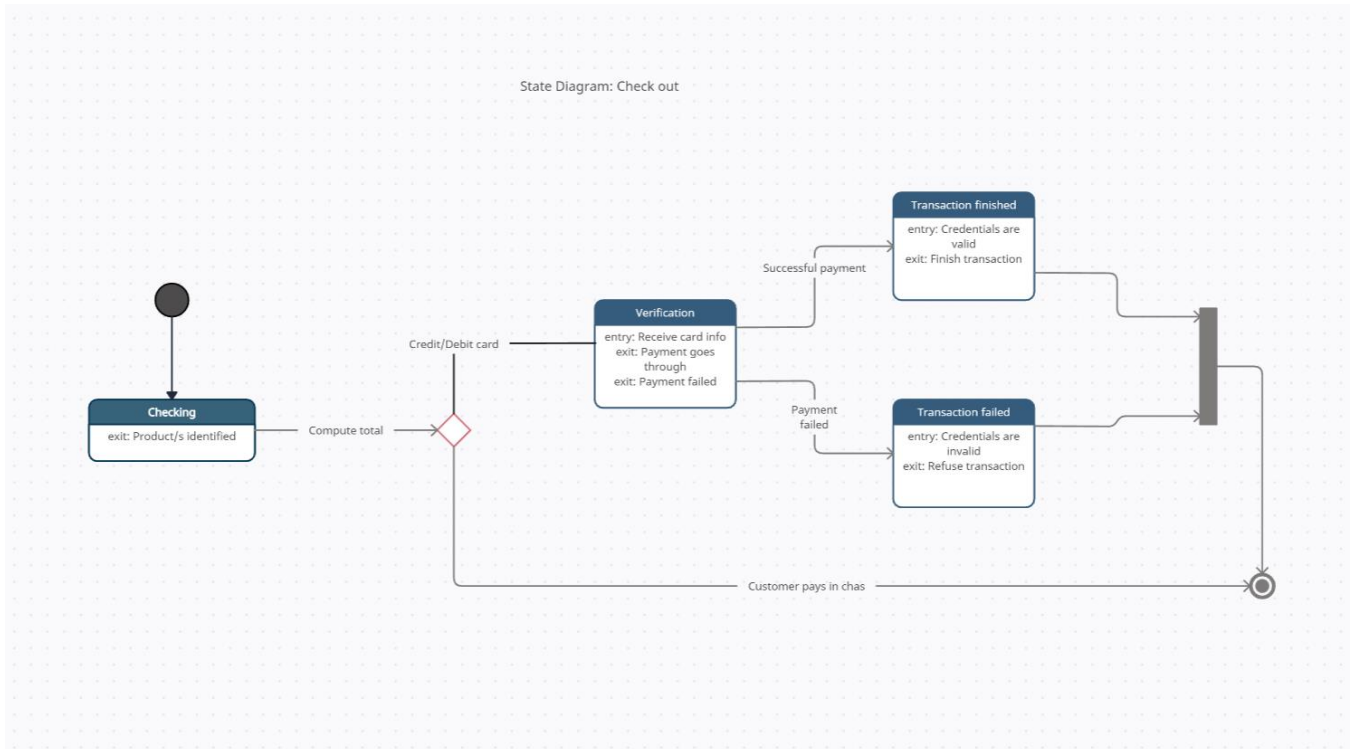 State Diagram: Check out
Transaction finished
entry: Credentials are
valid
exit: Finish transaction
Successful payment
Verification
entry: Receive card info
exit: Payment goes
through
exit: Payment failed
Credit/Debit card
Checking
exit: Product/s identified
Compute total
Payment
failed
Transaction failed
entry: Credentials are
invalid
exit: Refuse transaction
Customer pays in chas